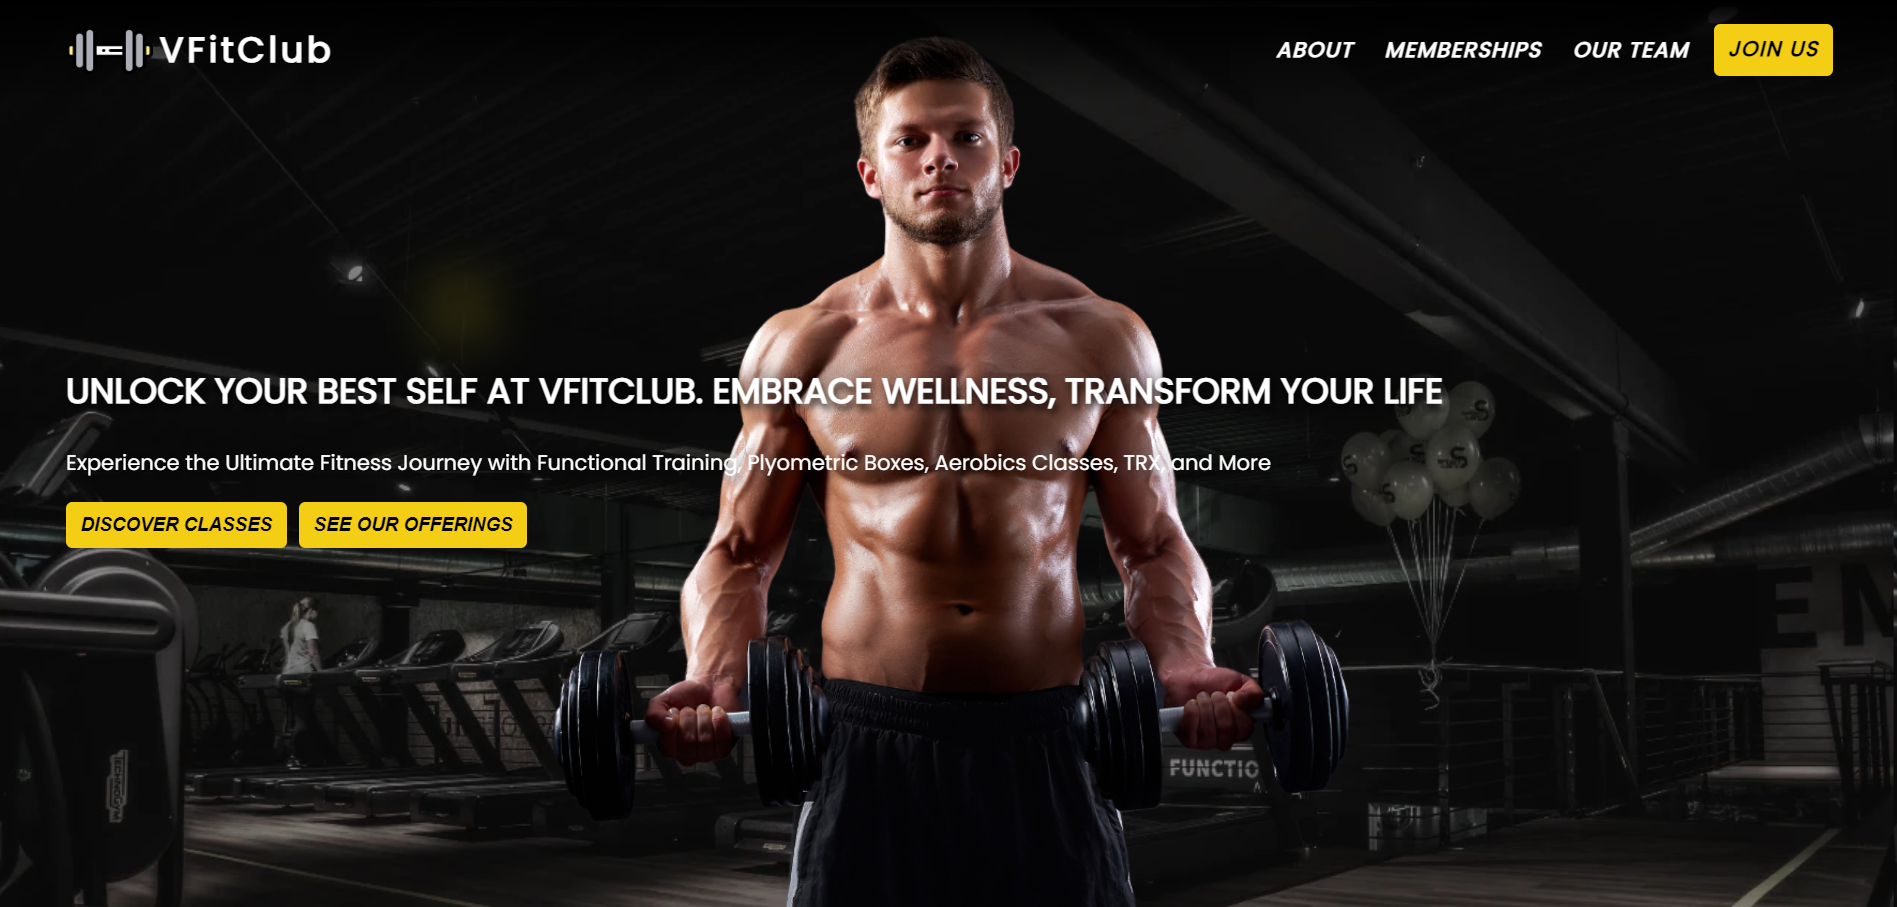 VFitClub
ABOUT MEMBERSHIPS OUR TEAM JOIN US
UNLOCK YOUR BEST SELF AT VFITCLUB. EMBRACE WELLNESS, TRANSFORM YOUR LIFE
Experience the Ultimate Fitness Journey with Functional Training, Plyometric Boxes, Aerobics Classes, TRX, and More
DISCOVER CLASSES SEE OUR OFFERINGS
TECHNOGYM
FUNCTIO